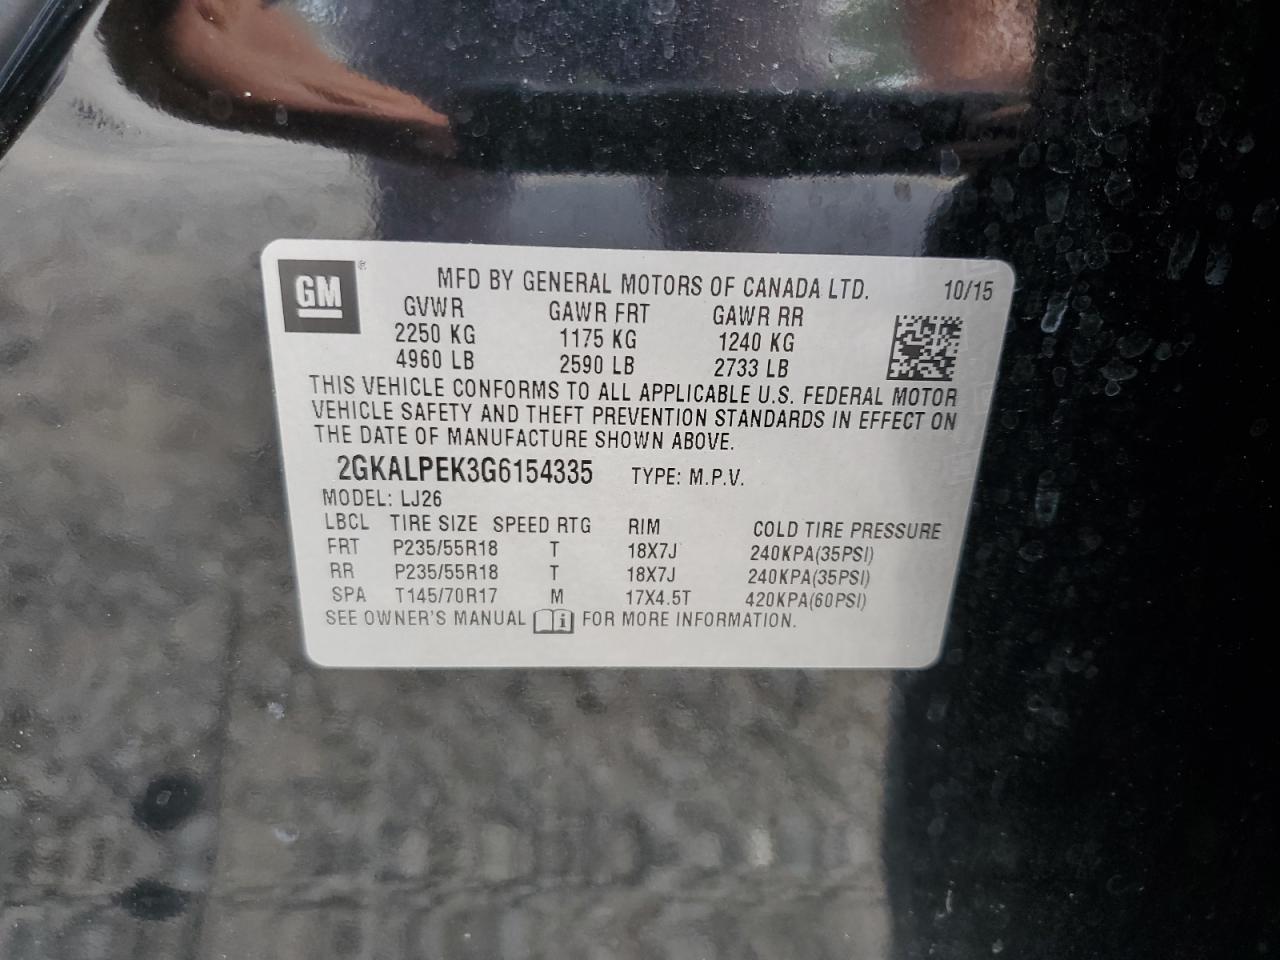 GM ® MFD BY GENERAL MOTORS OF CANADA LTD. 10/15
GVWR GAWR FRT GAWR RR
2250 KG 1175 KG 1240 KG
4960 LB 2590 LB 2733 LB
THIS VEHICLE CONFORMS TO ALL APPLICABLE U.S. FEDERAL MOTOR
VEHICLE SAFETY AND THEFT PREVENTION STANDARDS IN EFFECT ON
THE DATE OF MANUFACTURE SHOWN ABOVE.
2GKALPEK3G6154335 TYPE: M.P.V.
MODEL: LJ26
LBCL TIRE SIZE SPEED RTG RIM COLD TIRE PRESSURE
FRT P235/55R18 T 18X7J 240KPA(35PSI)
RR P235/55R18 T 18X7J 240KPA(35PSI)
SPA T145/70R17 M 17X4.5T 420KPA(60PSI)
SEE OWNER'S MANUAL i FOR MORE INFORMATION.